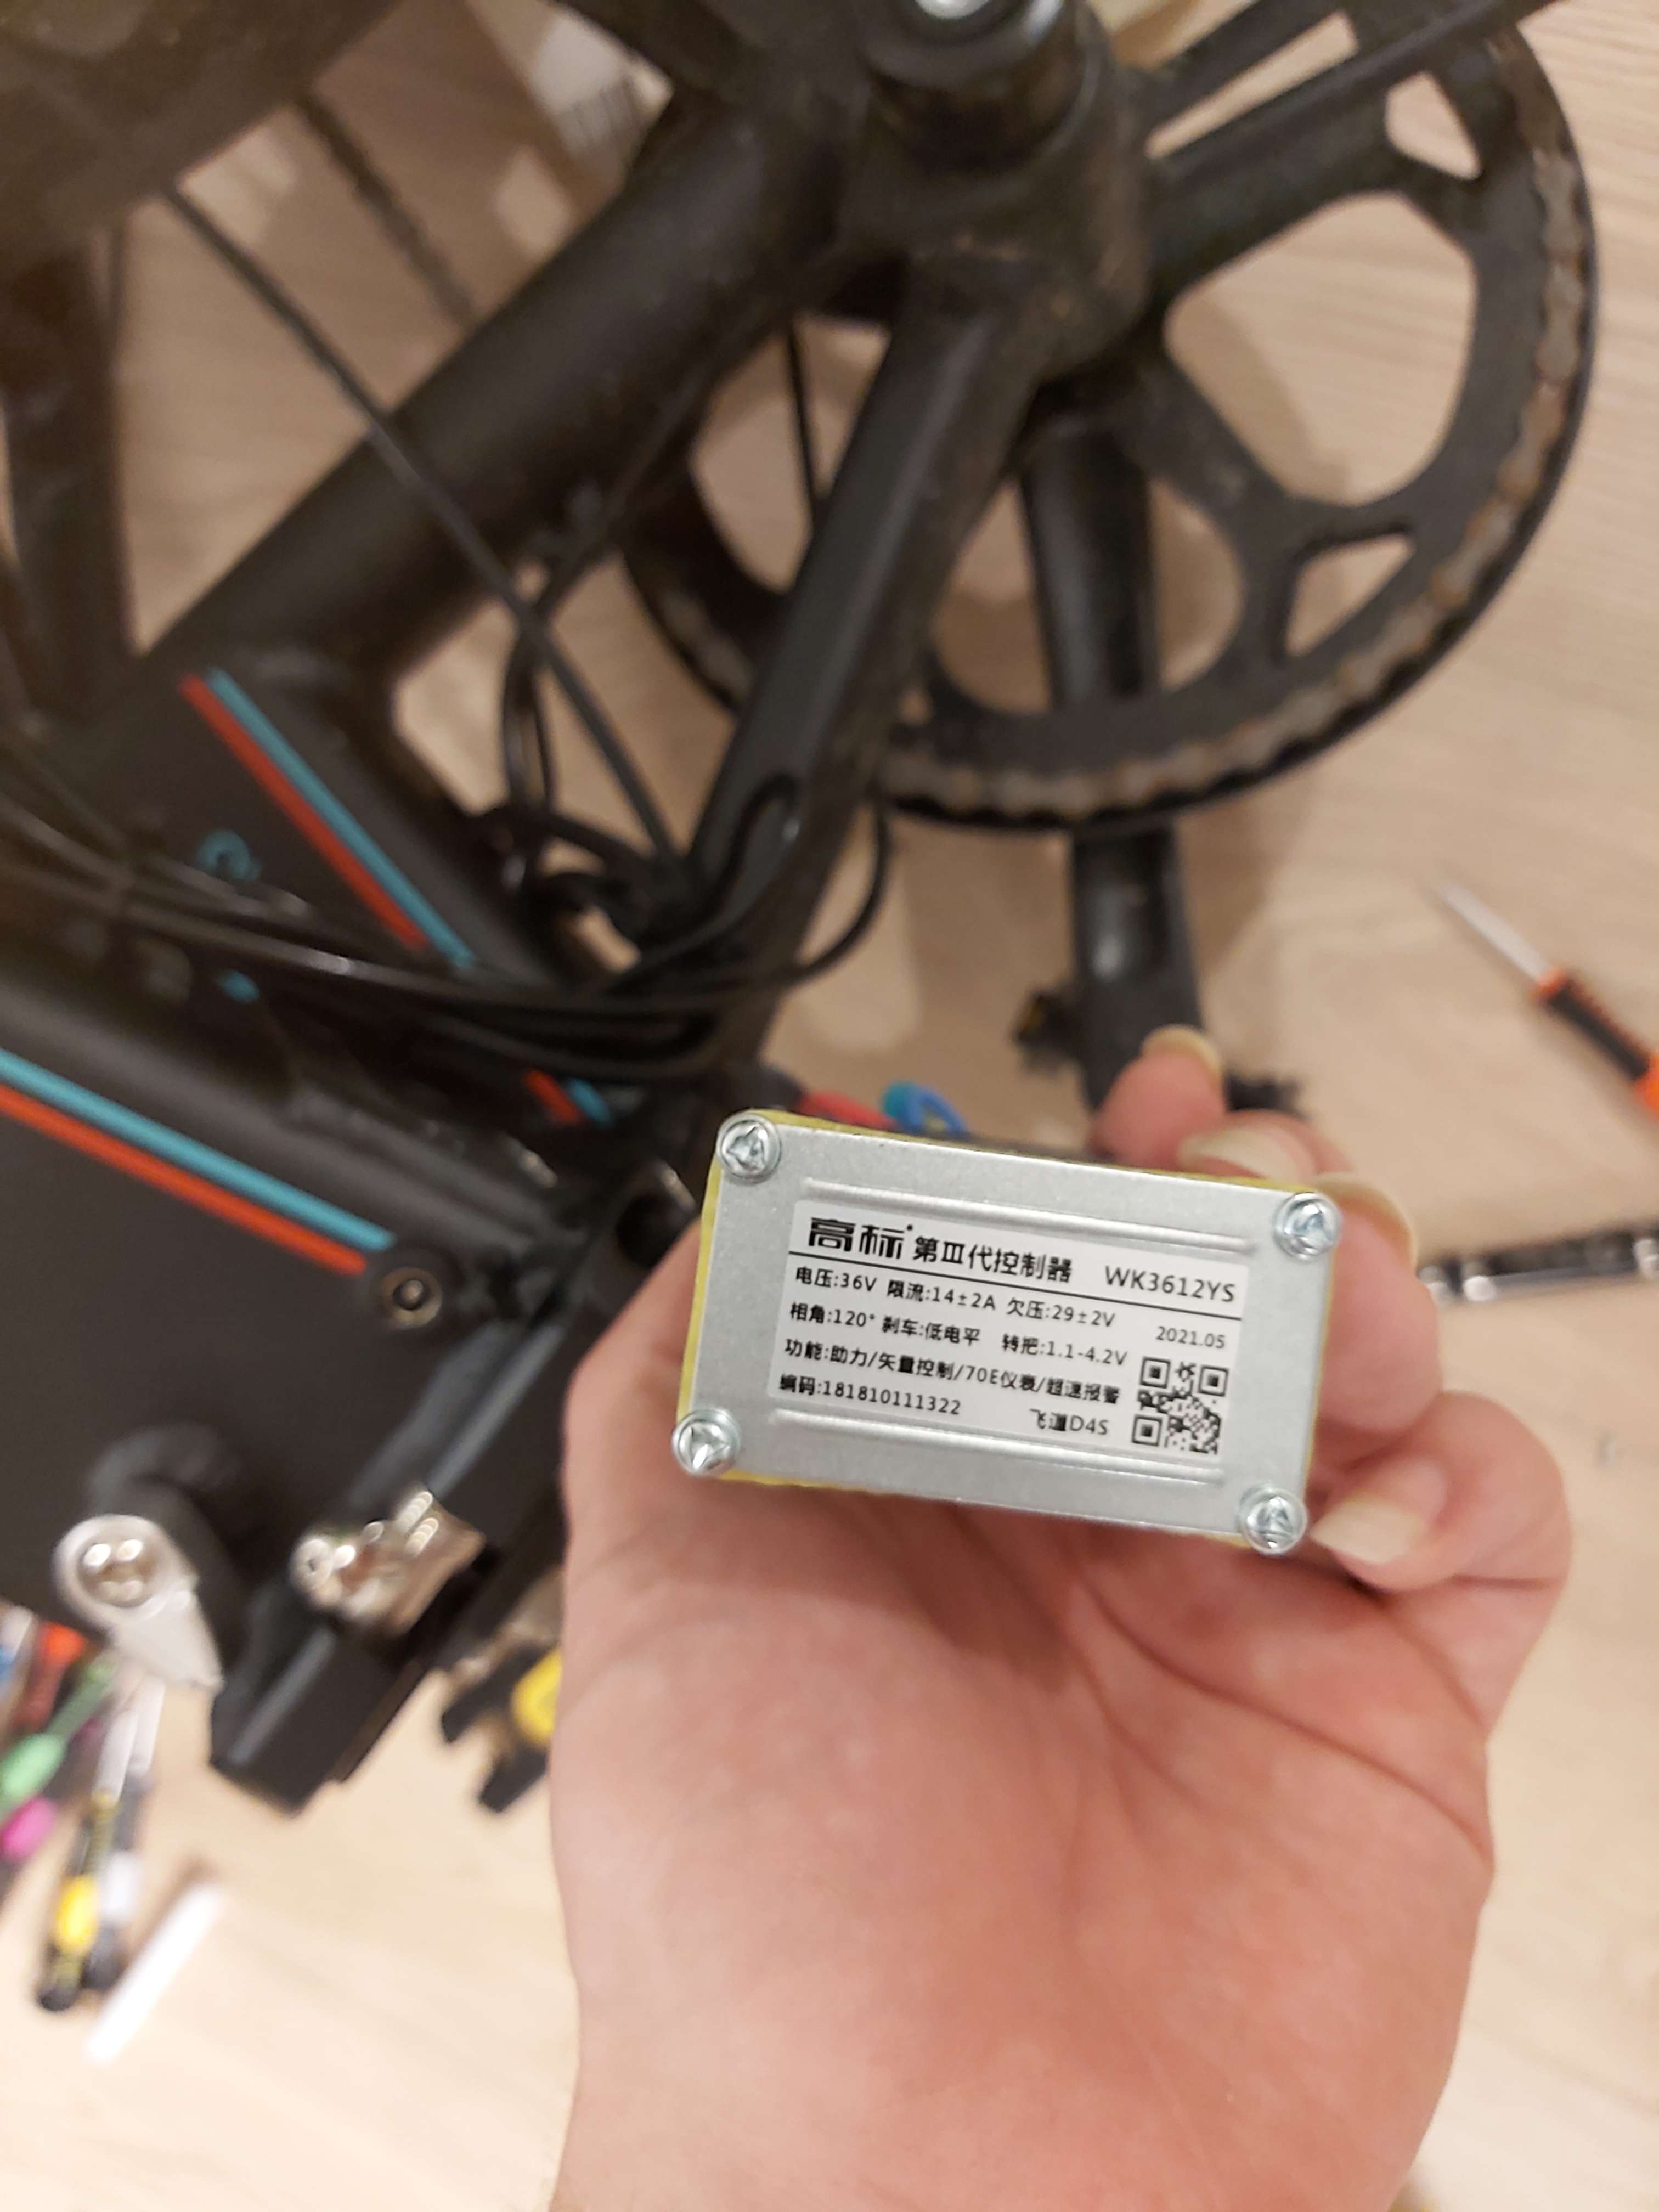 高标 第Ⅲ代控制器 WK3612YS
电压:36V 限流:14±2A 欠压:29±2V
相角:120° 刹车:低电平 转把:1.1-4.2V 2021.05
功能:助力/矢量控制/70E仪表/超速报警
编码:181810111322 飞道D4S